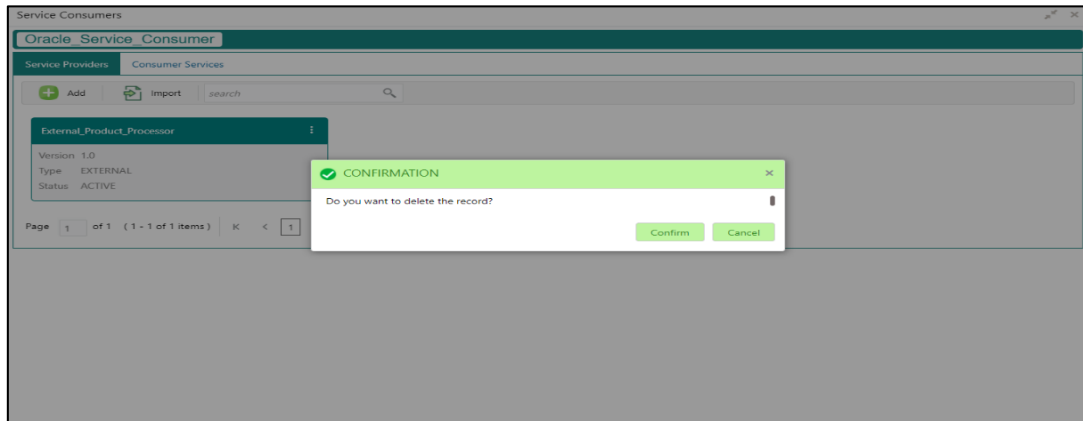 Service Consumers
Oracle_Service_Consumer
Service Providers Consumer Services
Add Import search
External_Product_Processor
Version 1.0
Type EXTERNAL
Status ACTIVE
CONFIRMATION
Do you want to delete the record?
Confirm Cancel
Page 1 of 1 (1 - 1 of 1 items) K < 1